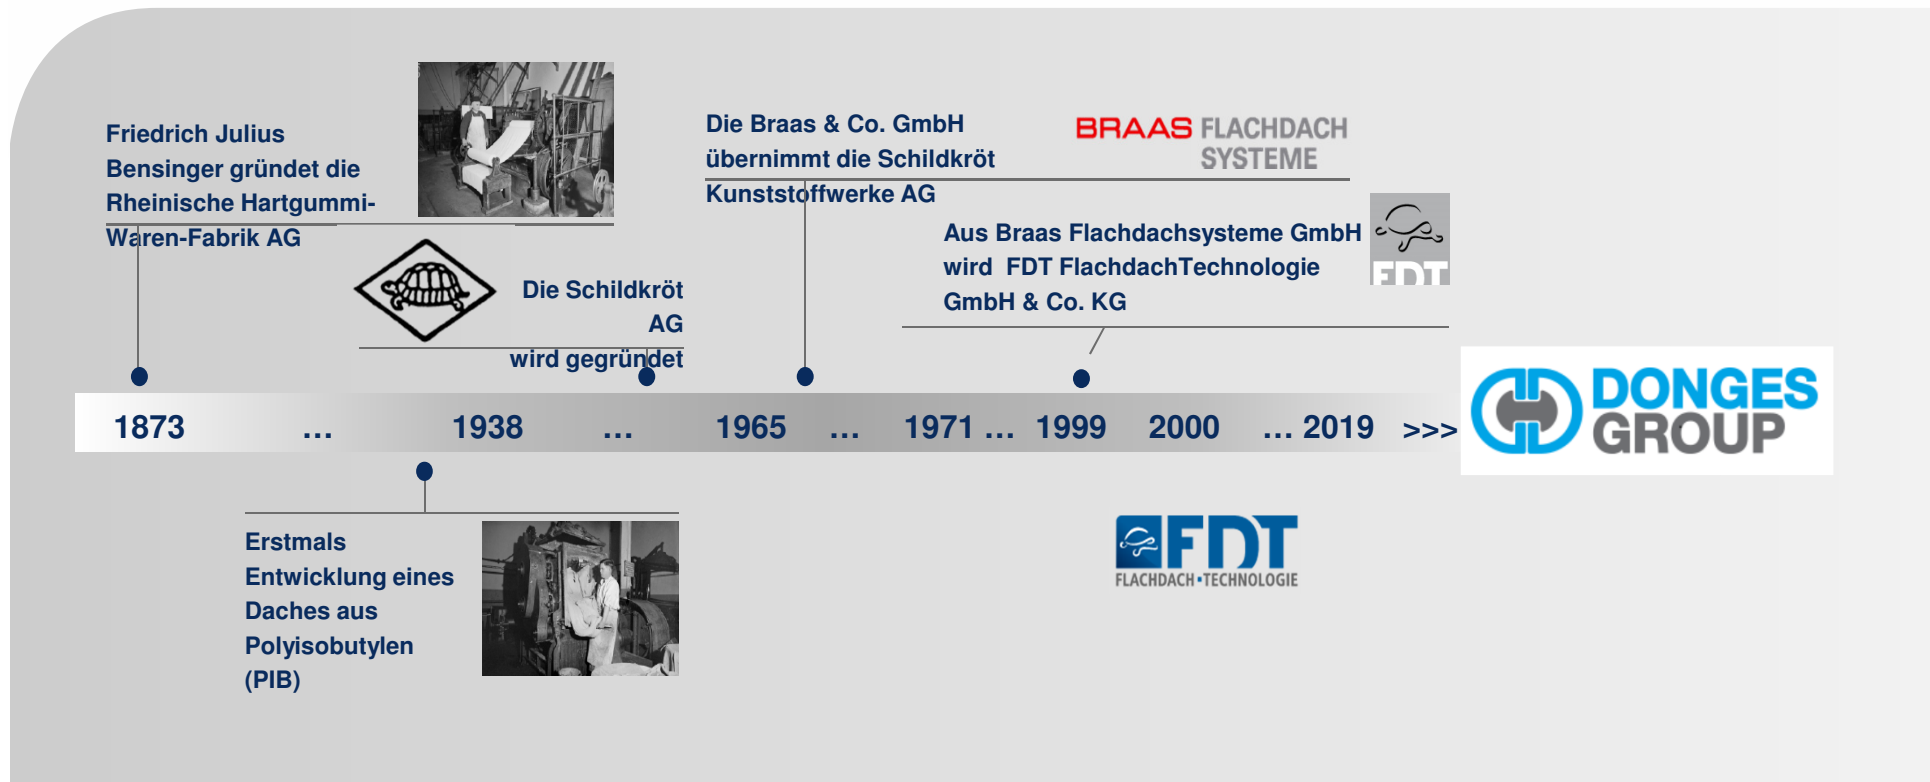 Friedrich Julius
Bensinger gründet die
Rheinische Hartgummi-
Waren-Fabrik AG
Die Schildkröt
AG
wird gegründet
Die Braas & Co. GmbH
übernimmt die Schildkröt
Kunststoffwerke AG
BRAAS FLACHDACH
SYSTEME
Aus Braas Flachdachsysteme GmbH
wird FDT FlachdachTechnologie
GmbH & Co. KG
FDT
1873 ... 1938 ... 1965 ... 1971 ... 1999 2000 ... 2019 >>>
DONGES
GROUP
Erstmals
Entwicklung eines
Daches aus
Polyisobutylen
(PIB)
FDT
FLACHDACH▪TECHNOLOGIE